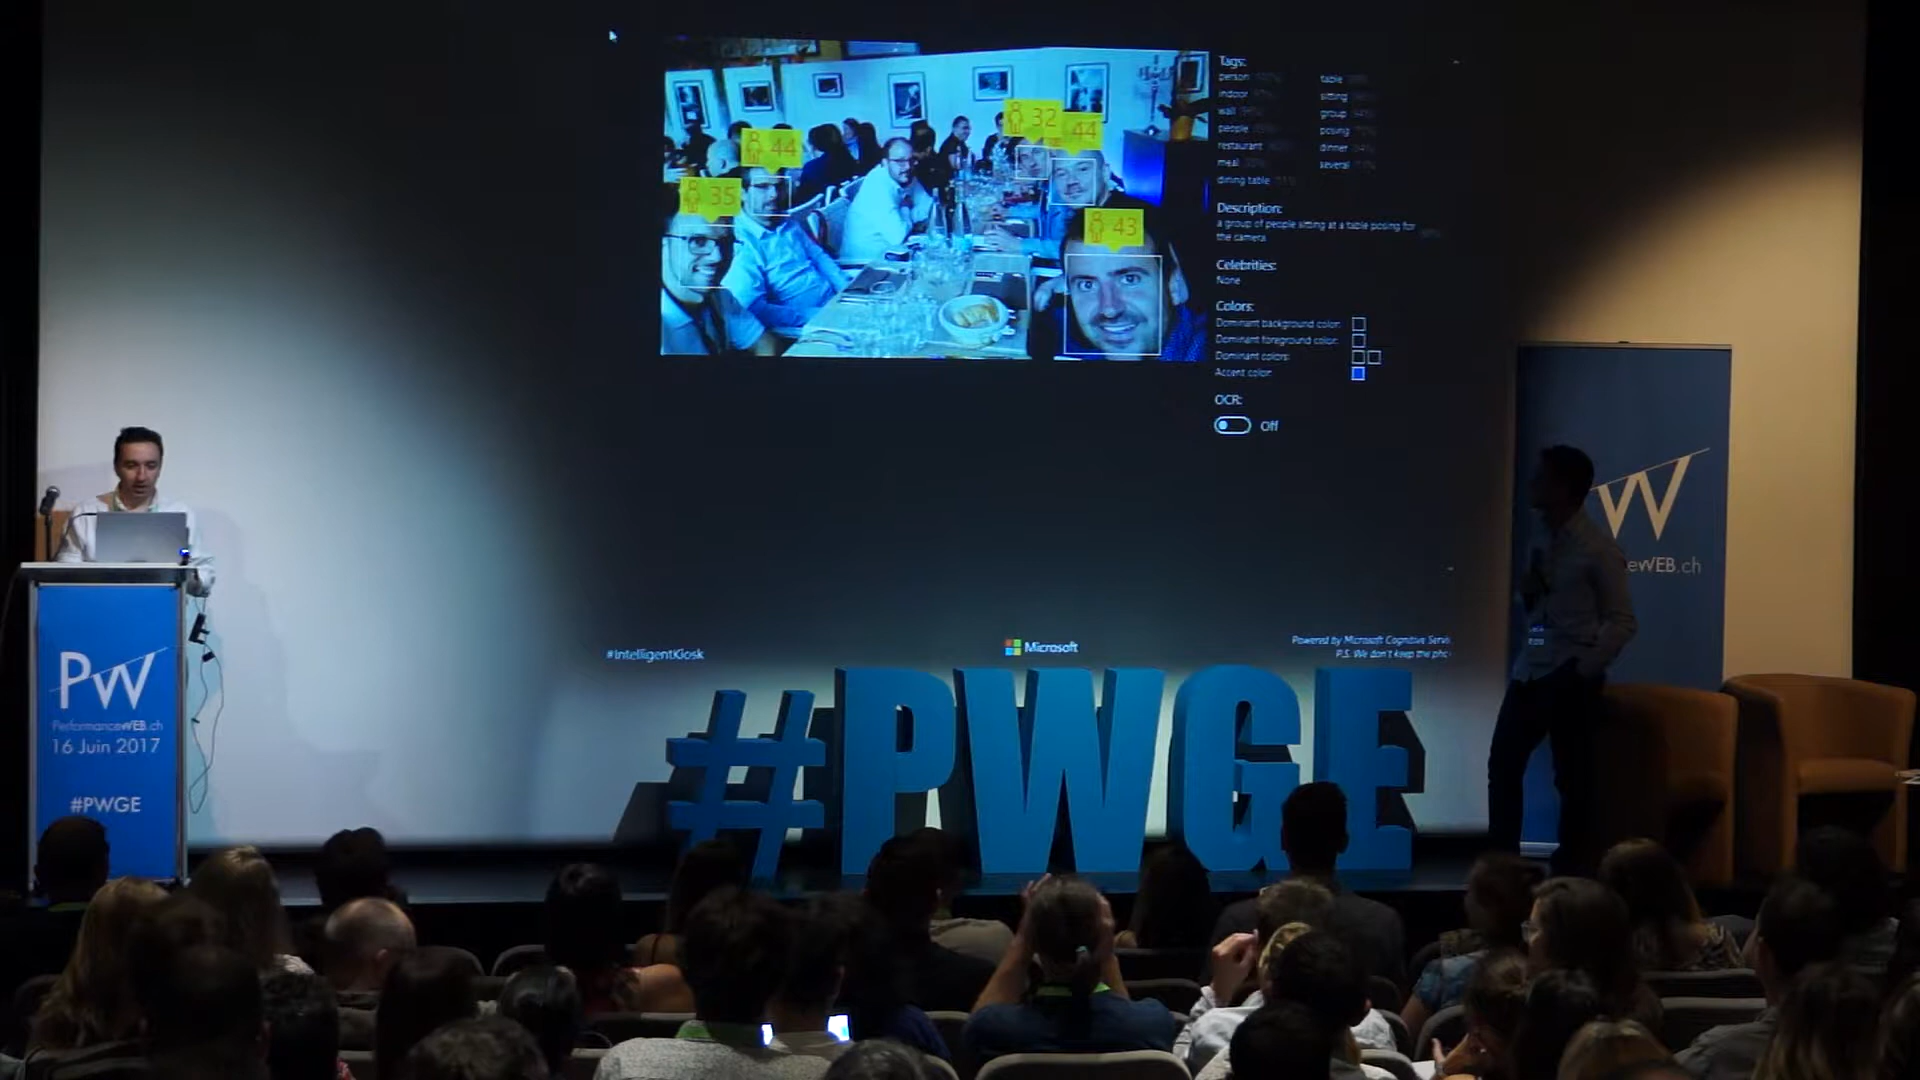 Tags:
person
table
indoor
sitting
wall
group
people
posing
restaurant
dinner
meal
several
dining table
Description:
a group of people sitting at a table posing for
the camera
Celebrities:
None
Colors:
Dominant background color:
Dominant foreground color:
Dominant colors:
Accent color:
OCR:
Off
32
44
44
35
43
#IntelligentKiosk
Microsoft
Powered by Microsoft Cognitive Servi
P.S. We don't keep the pho
PW
PerformanceWEB.ch
16 Juin 2017
#PWGE
#PWGE
W
ceWEB.ch